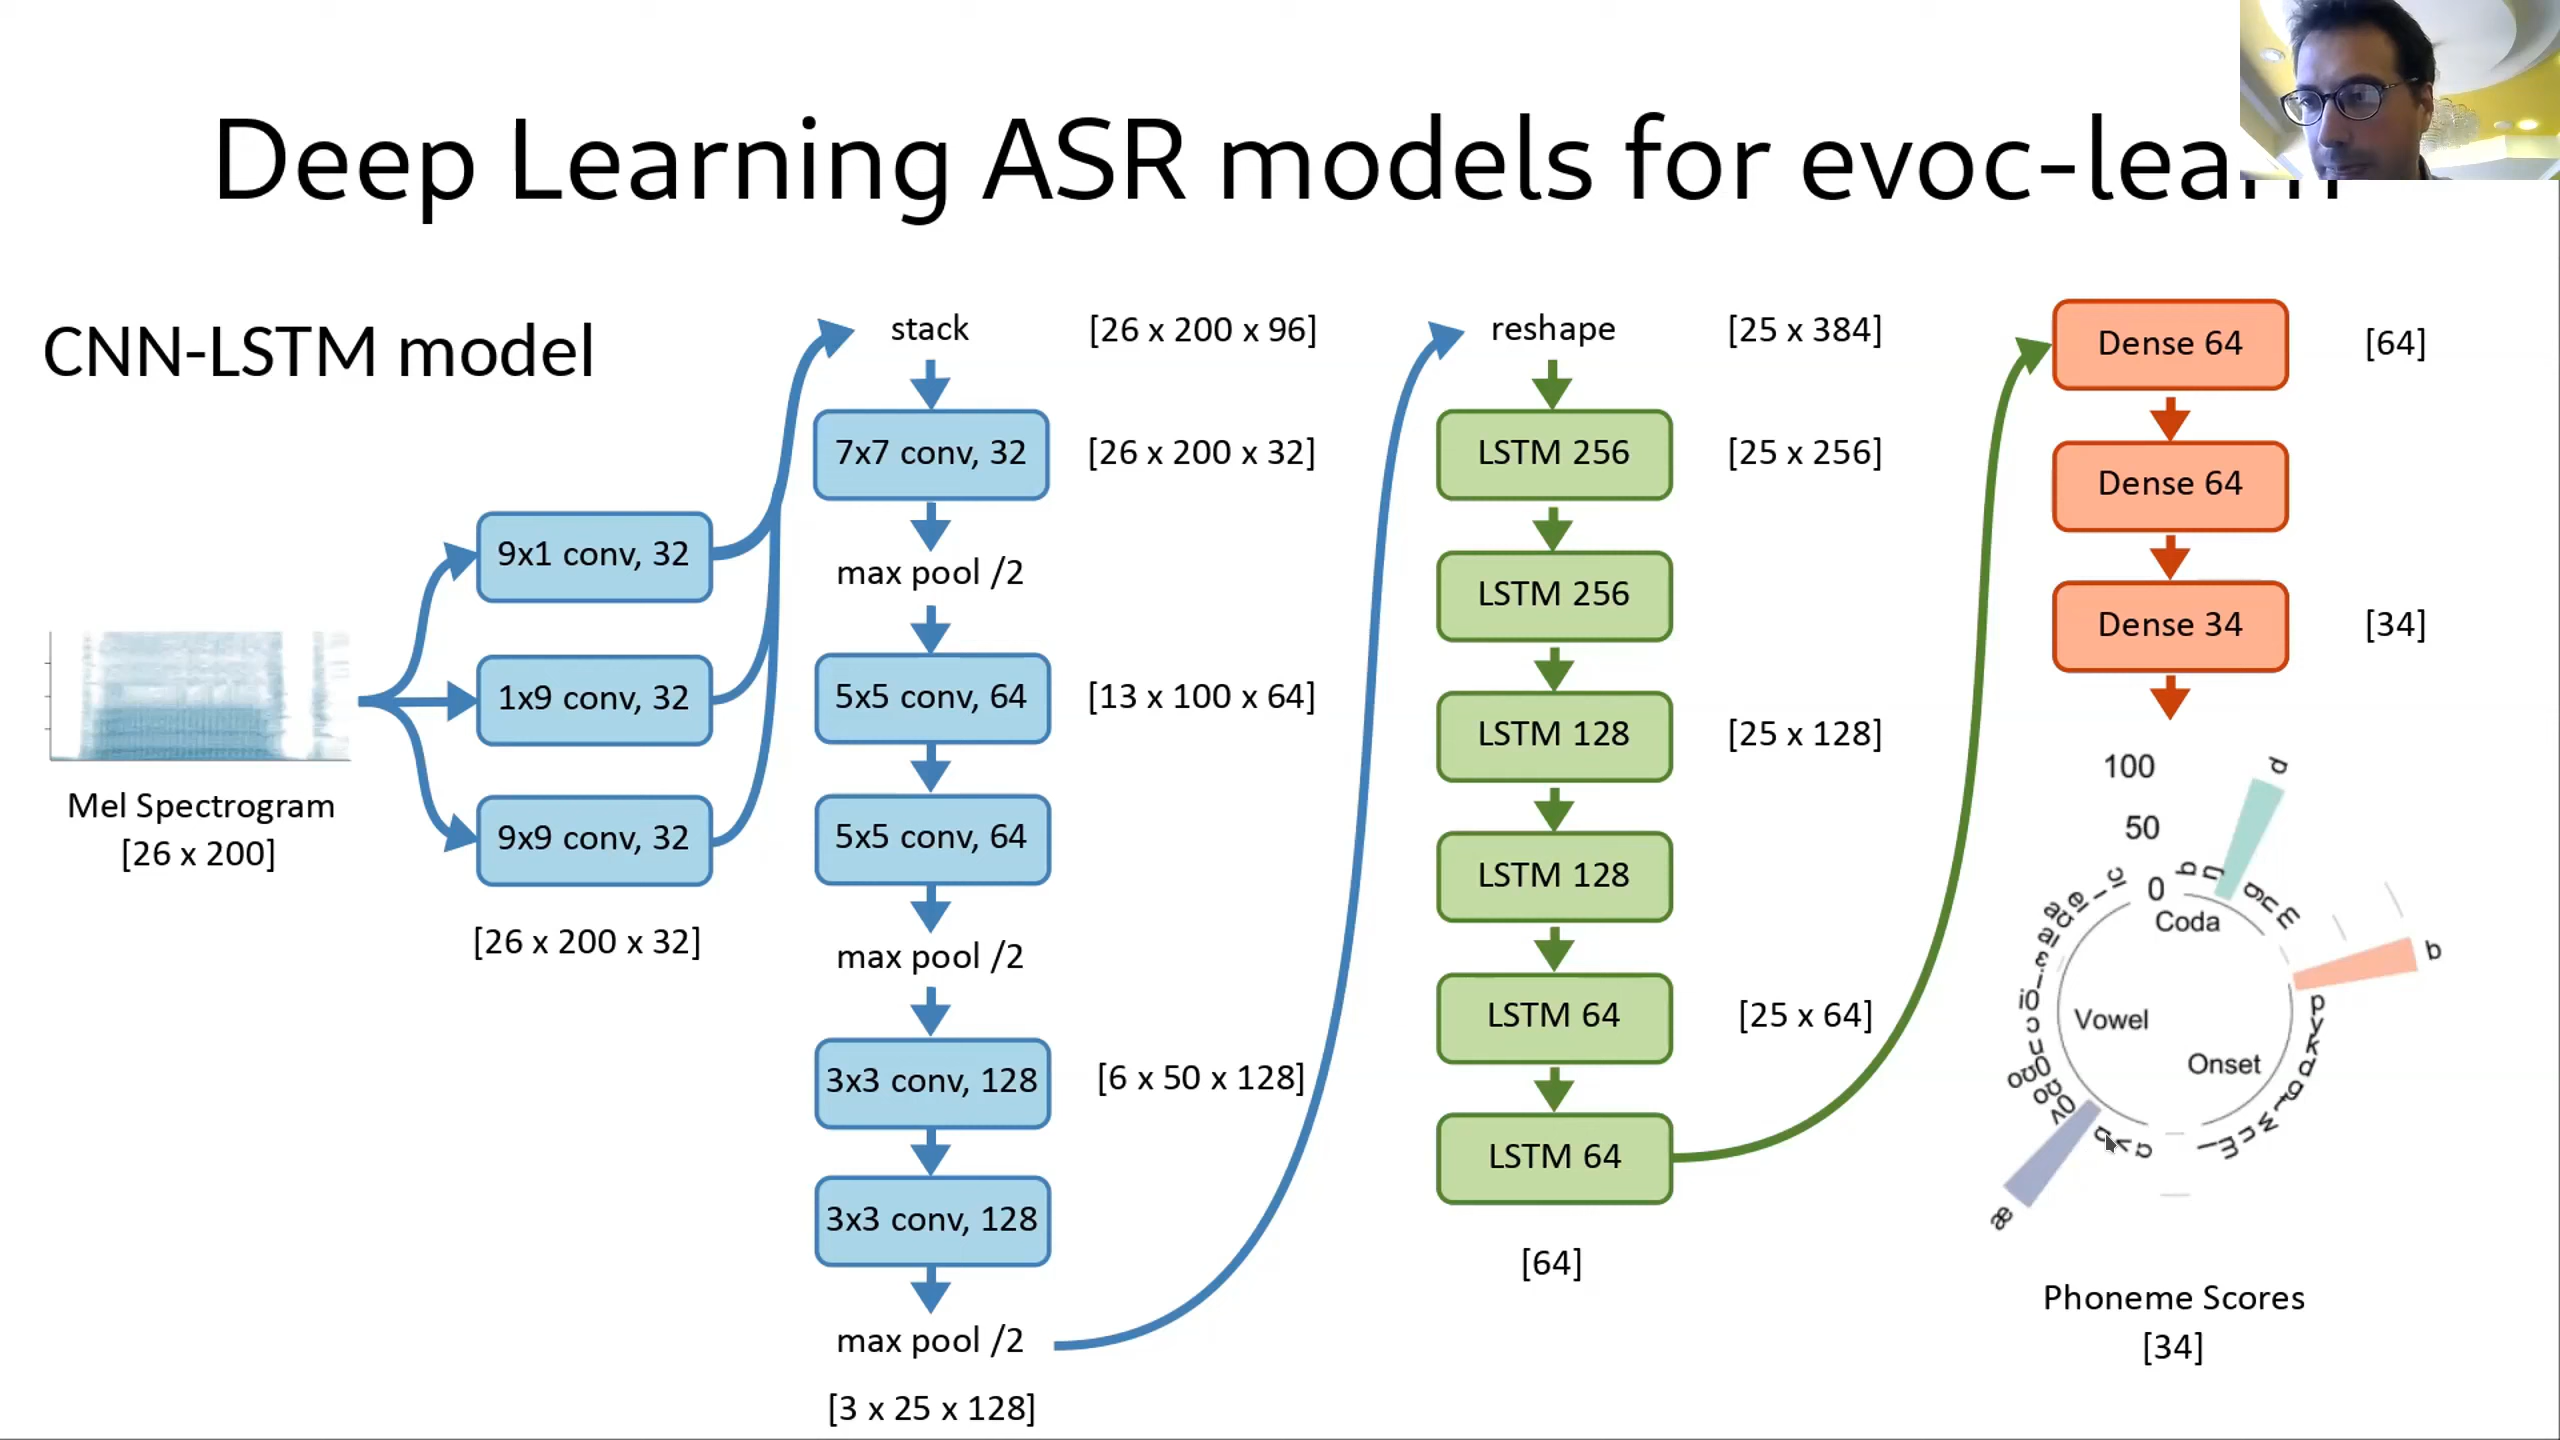 Deep Learning ASR models for evoc-learn
CNN-LSTM model
Mel Spectrogram
[26 x 200]
9x1 conv, 32
1x9 conv, 32
9x9 conv, 32
[26 x 200 x 32]
stack
[26 x 200 x 96]
7x7 conv, 32
[26 x 200 x 32]
max pool /2
5x5 conv, 64
[13 x 100 x 64]
5x5 conv, 64
max pool /2
3x3 conv, 128
[6 x 50 x 128]
3x3 conv, 128
max pool /2
[3 x 25 x 128]
reshape
[25 x 384]
LSTM 256
[25 x 256]
LSTM 256
LSTM 128
[25 x 128]
LSTM 128
LSTM 64
[25 x 64]
LSTM 64
[64]
Dense 64
[64]
Dense 64
Dense 34
[34]
100
50
0
d
b
æ
Coda
Vowel
Onset
Phoneme Scores
[34]